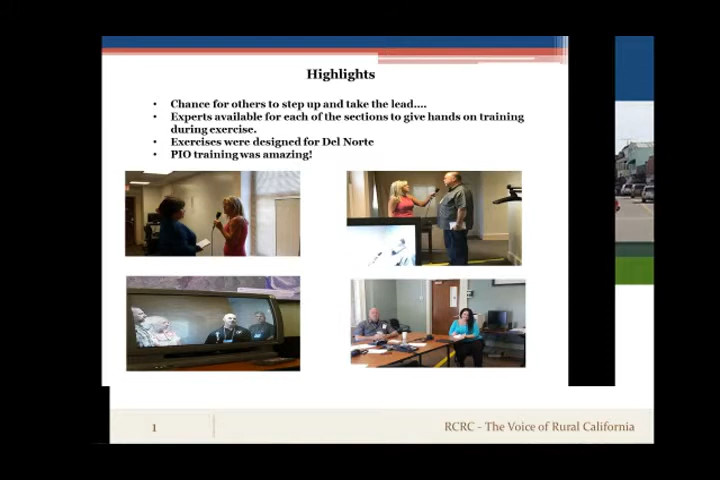 Highlights
• Chance for others to step up and take the lead....
• Experts available for each of the sections to give hands on training
during exercise.
• Exercises were designed for Del Norte
• PIO training was amazing!
1
RCRC - The Voice of Rural California